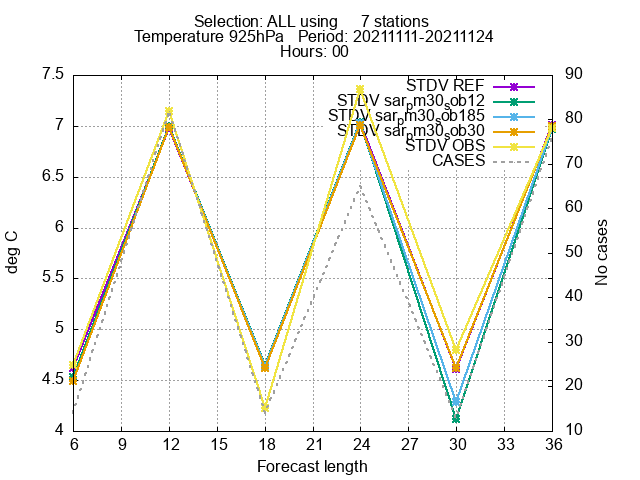 Selection: ALL using 7 stations
Temperature 925hPa Period: 20211111-20211124
Hours: 00
STDV REF
STDV sarpm30sob12
STDV sarpm30sob185
STDV sarpm30sob30
STDV OBS
CASES
7.5
7
6.5
6
5.5
5
4.5
4
deg C
90
80
70
60
50
40
30
20
10
No cases
6 9 12 15 18 21 24 27 30 33 36
Forecast length